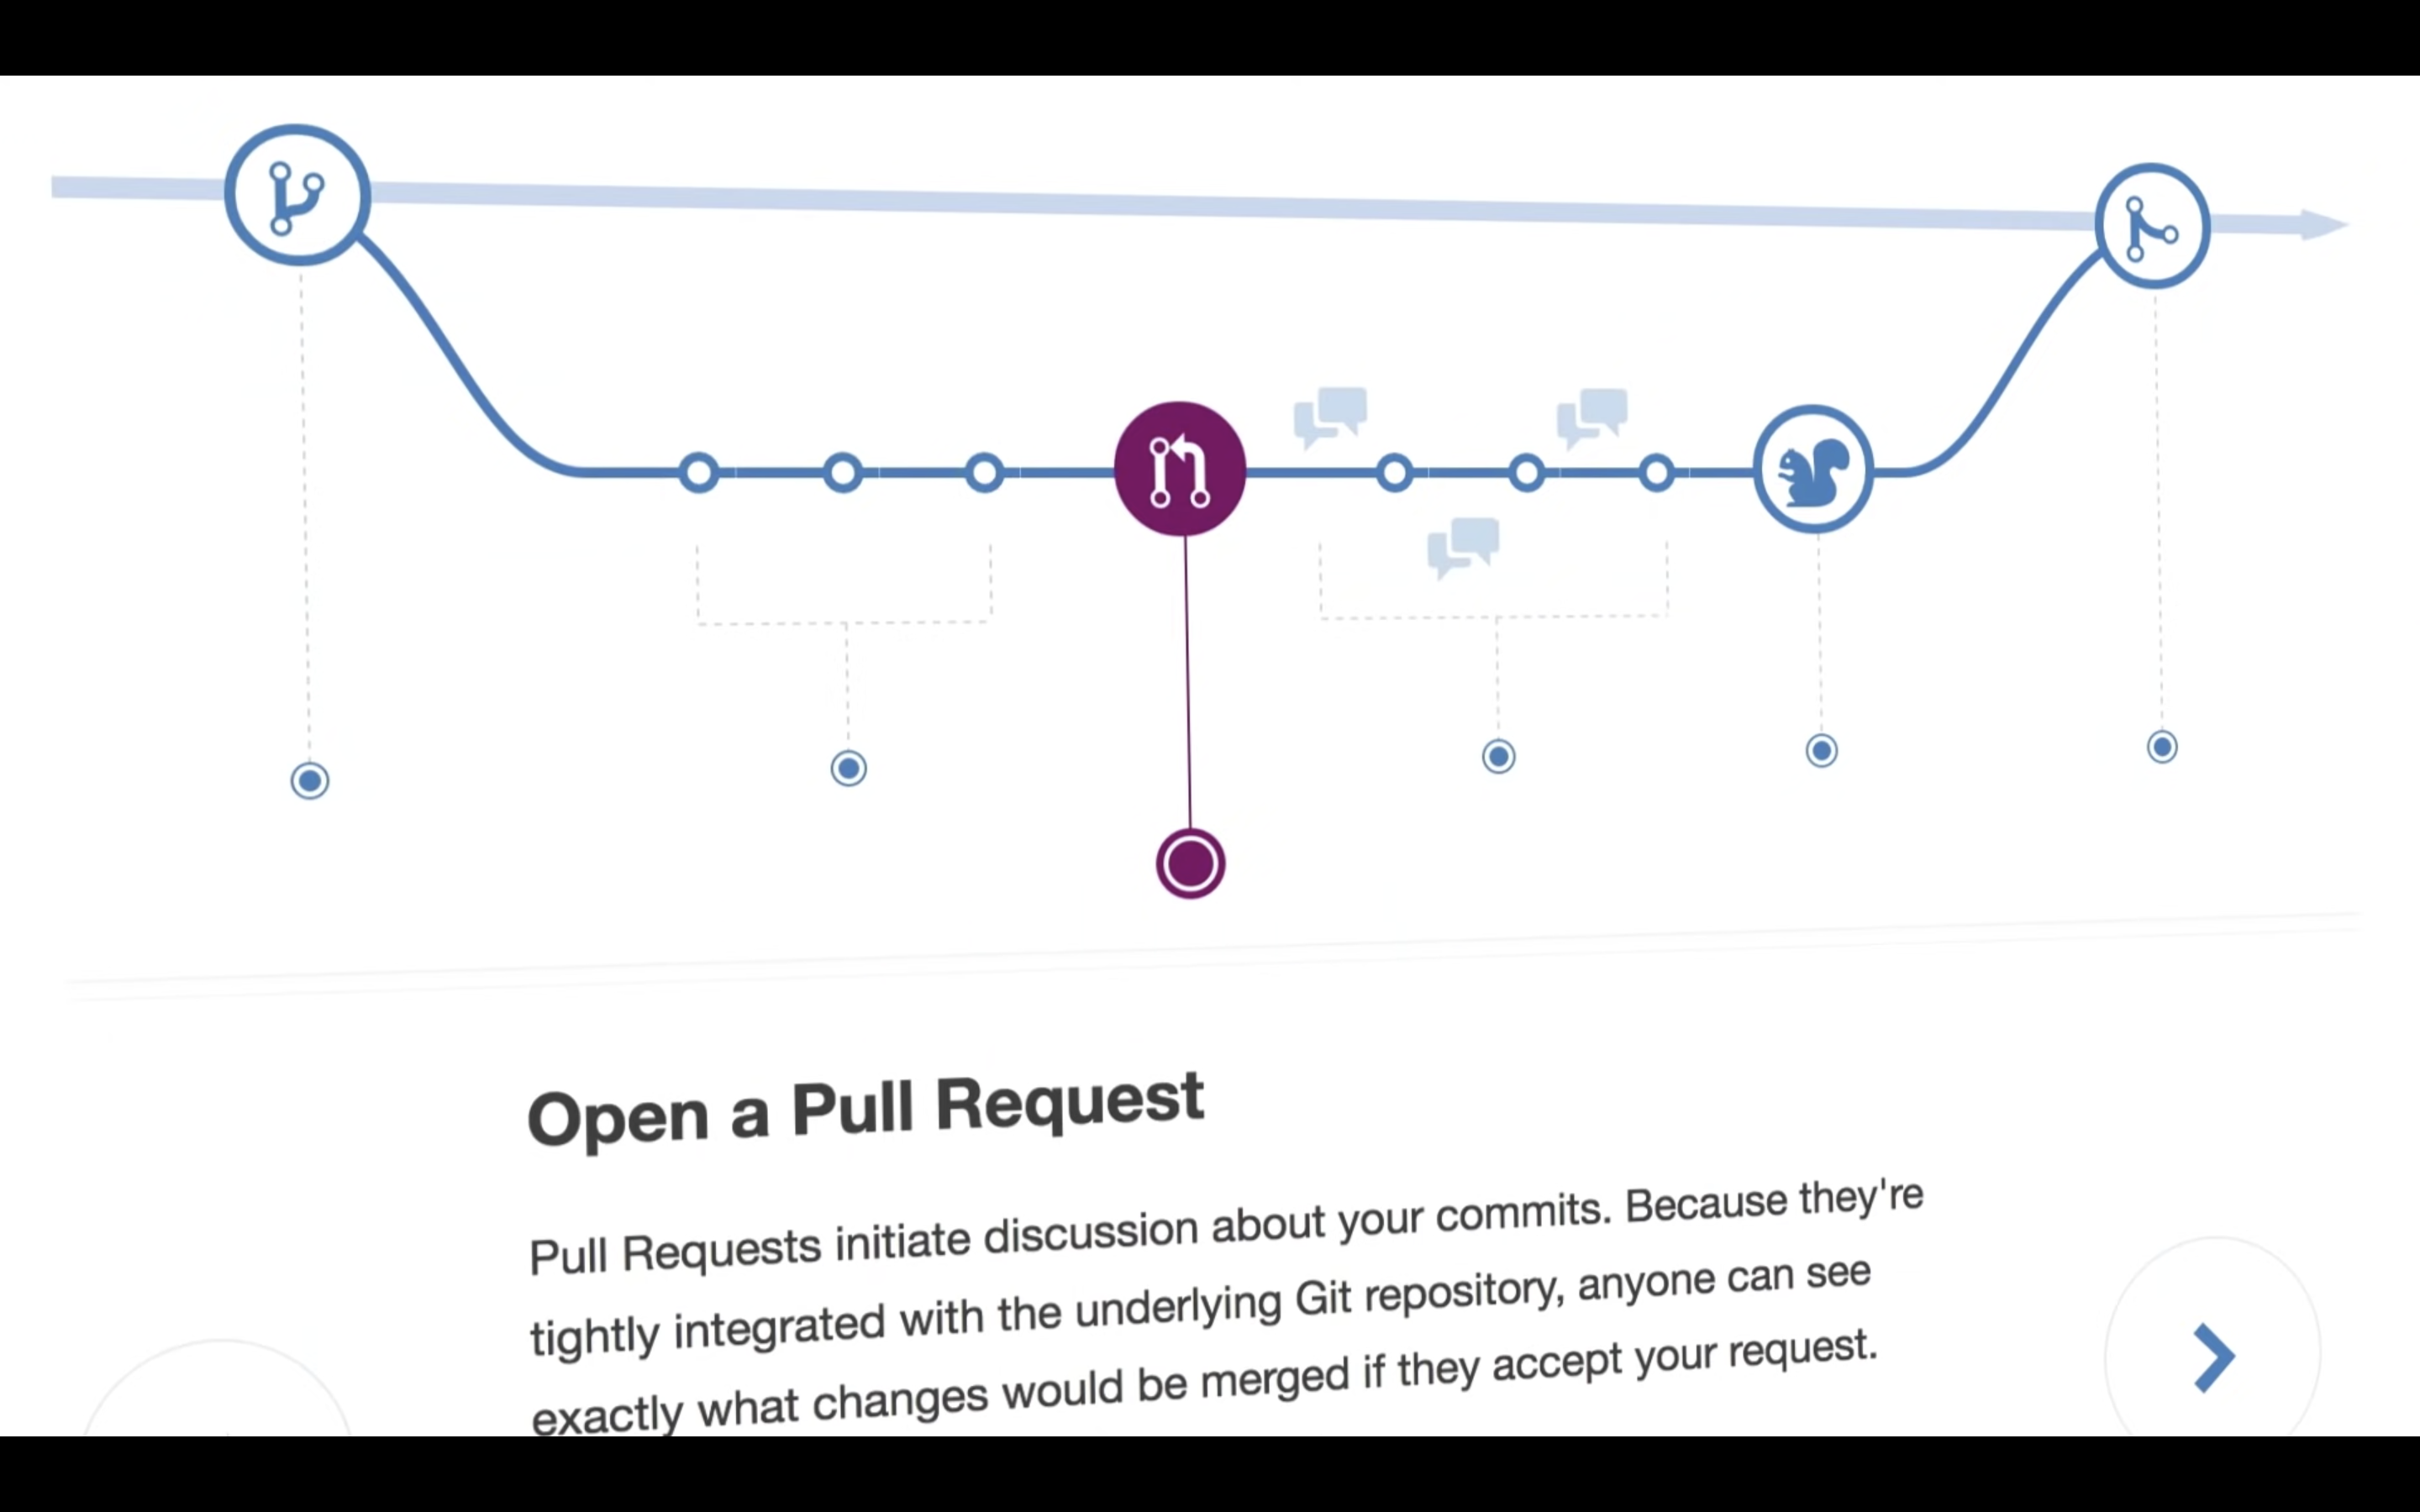 Open a Pull Request
Pull Requests initiate discussion about your commits. Because they're
tightly integrated with the underlying Git repository, anyone can see
exactly what changes would be merged if they accept your request.